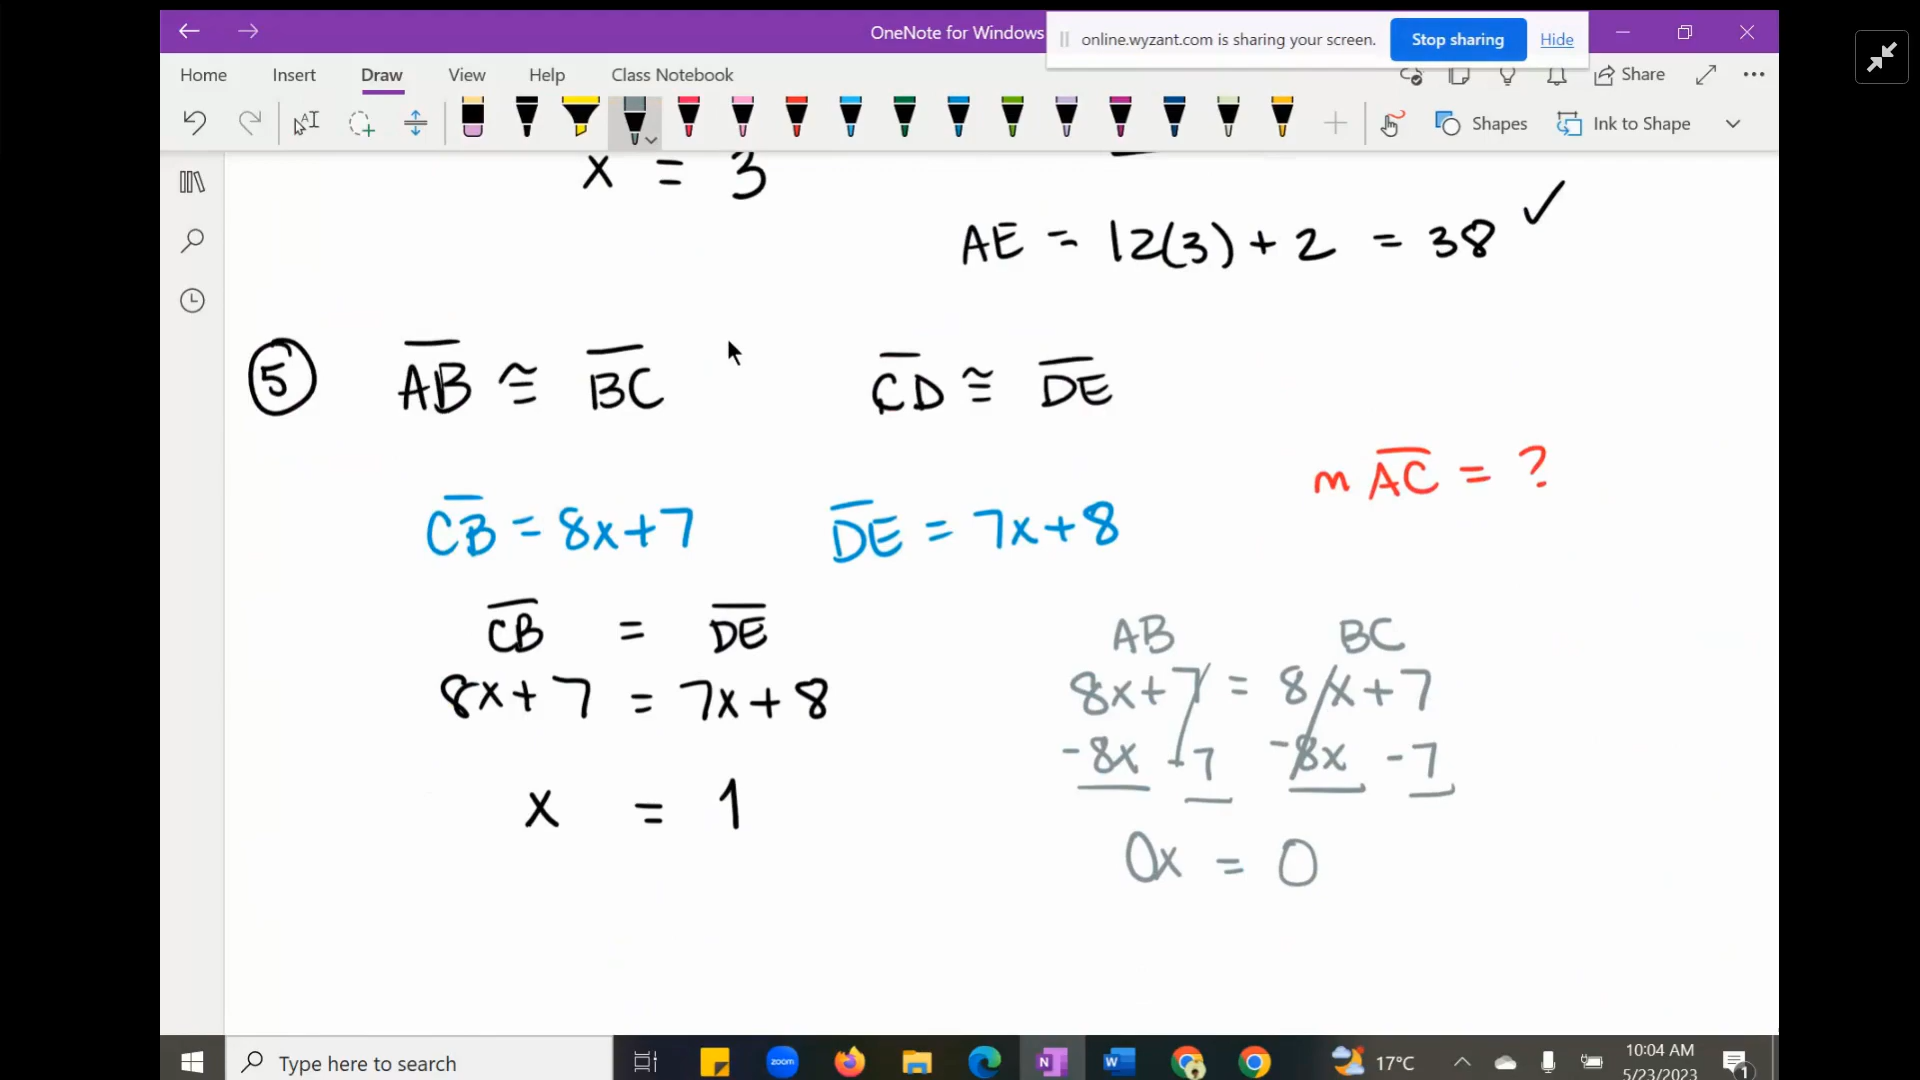 OneNote for Windows
online.wyzant.com is sharing your screen. Stop sharing Hide
Home Insert Draw View Help Class Notebook Share
Shapes Ink to Shape
x = 3
AE = 12(3) + 2 = 38 ✓
5 AB ≅ BC CD ≅ DE
m AC = ?
CB = 8x+7 DE = 7x+8
CB = DE
AB BC
8x+7 = 7x+8
8x+7 = 8x+7
-8x -7 -8x -7
x = 1
0x = 0
Type here to search
zoom
17°C
10:04 AM
5/23/2023
1